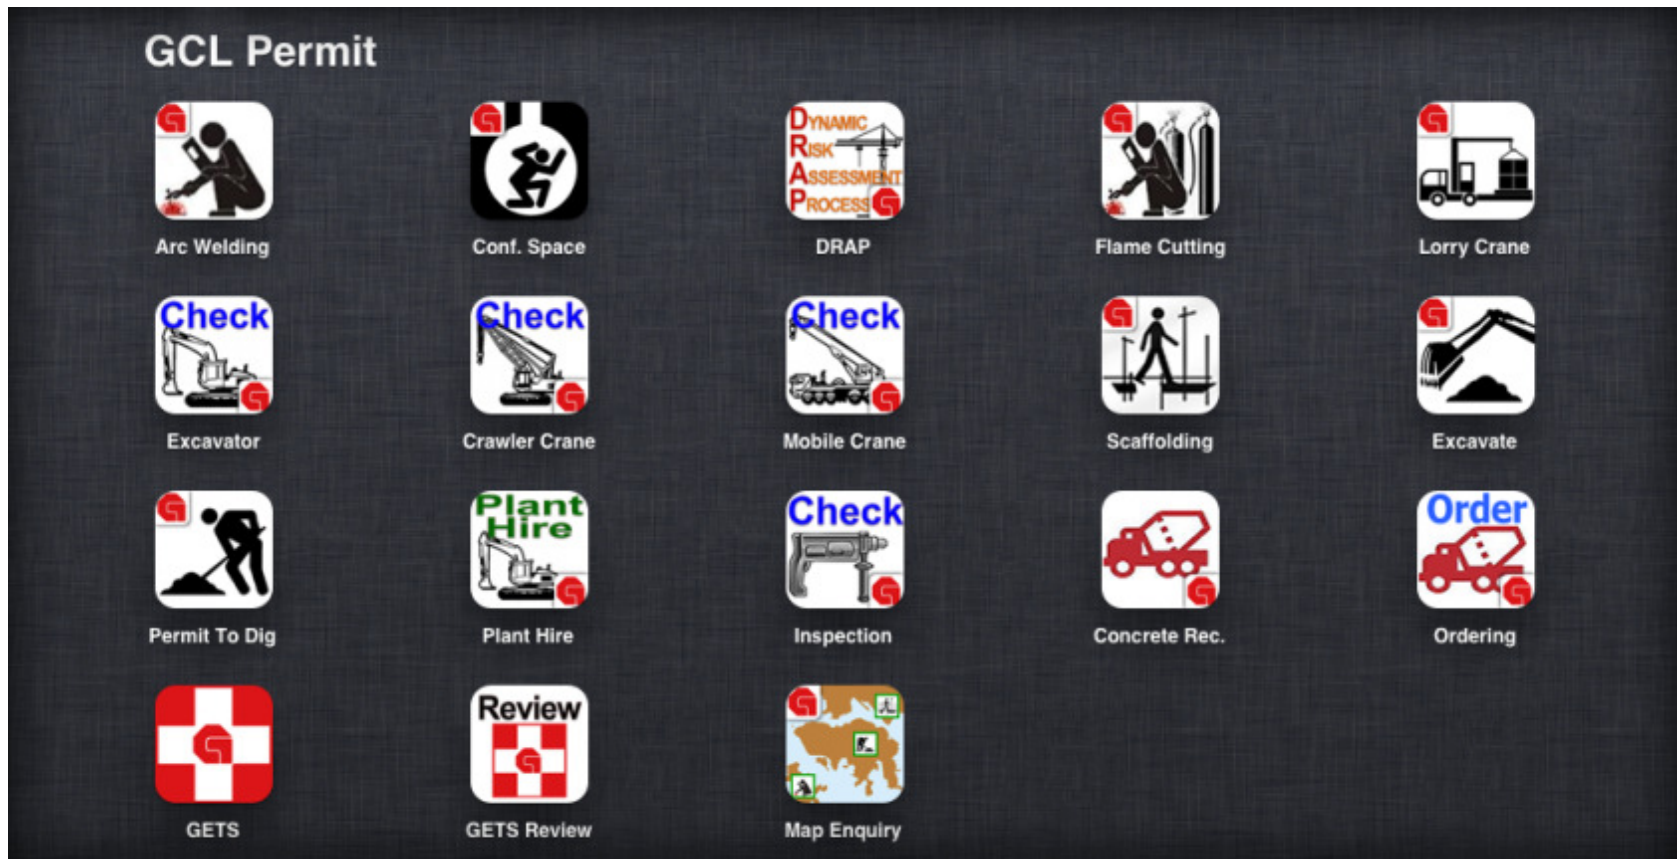 GCL Permit
DYNAMIC
RISK
ASSESSMENT
PROCESS
Arc Welding
Conf. Space
DRAP
Flame Cutting
Lorry Crane
Check
Check
Check
Excavator
Crawler Crane
Mobile Crane
Scaffolding
Excavate
Plant
Hire
Check
Order
Permit To Dig
Plant Hire
Inspection
Concrete Rec.
Ordering
Review
GETS
GETS Review
Map Enquiry